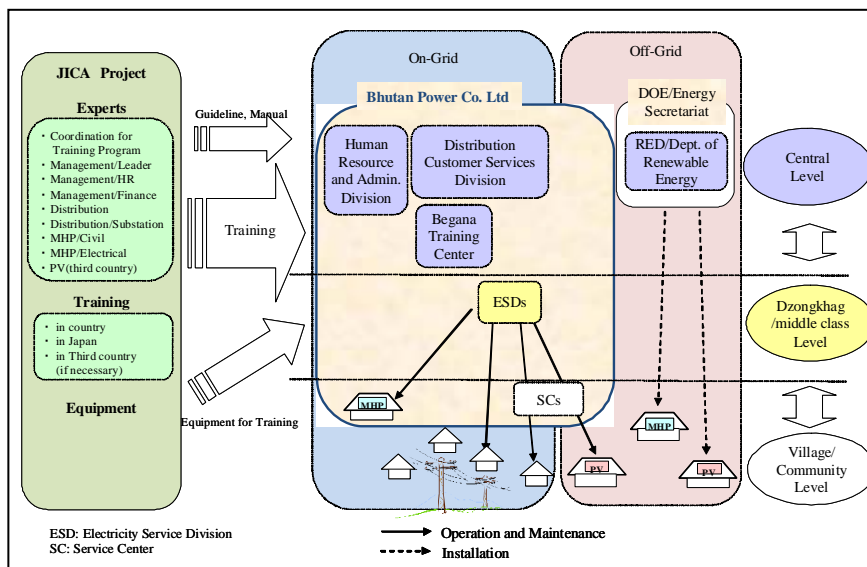 JICA Project
Experts
・ Coordination for
Training Program
・ Management/Leader
・ Management/HR
・ Management/Finance
・ Distribution
・ Distribution/Substation
・ MHP/Civil
・ MHP/Electrical
・ PV(third country)
Training
・ in country
・ in Japan
・ in Third country
(if necessary)
Equipment
Guideline, Manual
Training
Equipment for Training
On-Grid
Bhutan Power Co. Ltd
Human
Resource
and Admin.
Division
Distribution
Customer Services
Division
Begana
Training
Center
ESDs
SCs
MHP
PV
Off-Grid
DOE/Energy
Secretariat
RED/Dept. of
Renewable
Energy
MHP
PV
Central
Level
Dzongkhag
/middle class
Level
Village/
Community
Level
ESD: Electricity Service Division
SC: Service Center
Operation and Maintenance
Installation